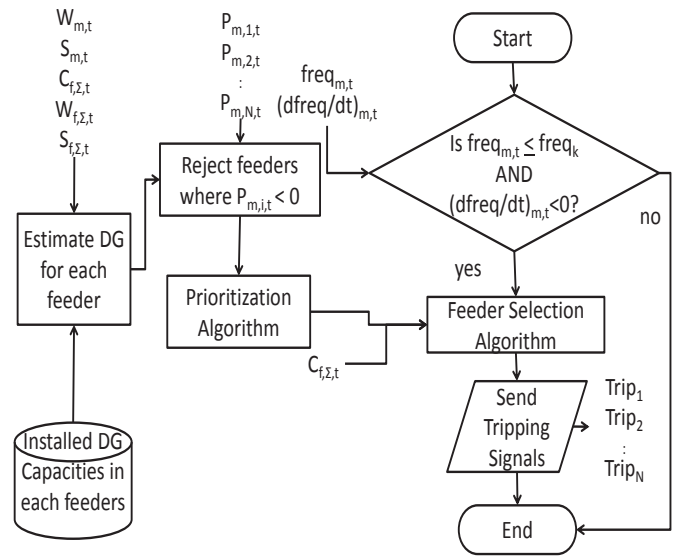 W_{m,t}
S_{m,t}
C_{f,Σ,t}
W_{f,Σ,t}
S_{f,Σ,t}
Estimate DG
for each
feeder
Installed DG
Capacities in
each feeders
P_{m,1,t}
P_{m,2,t}
:
P_{m,N,t}
Reject feeders
where P_{m,i,t} < 0
Prioritization
Algorithm
C_{f,Σ,t}
freq_{m,t}
(dfreq/dt)_{m,t}
Start
Is freq_{m,t} ≤ freq_k
AND
(dfreq/dt)_{m,t}<0?
no
yes
Feeder Selection
Algorithm
Send
Tripping
Signals
Trip_1
Trip_2
:
Trip_N
End